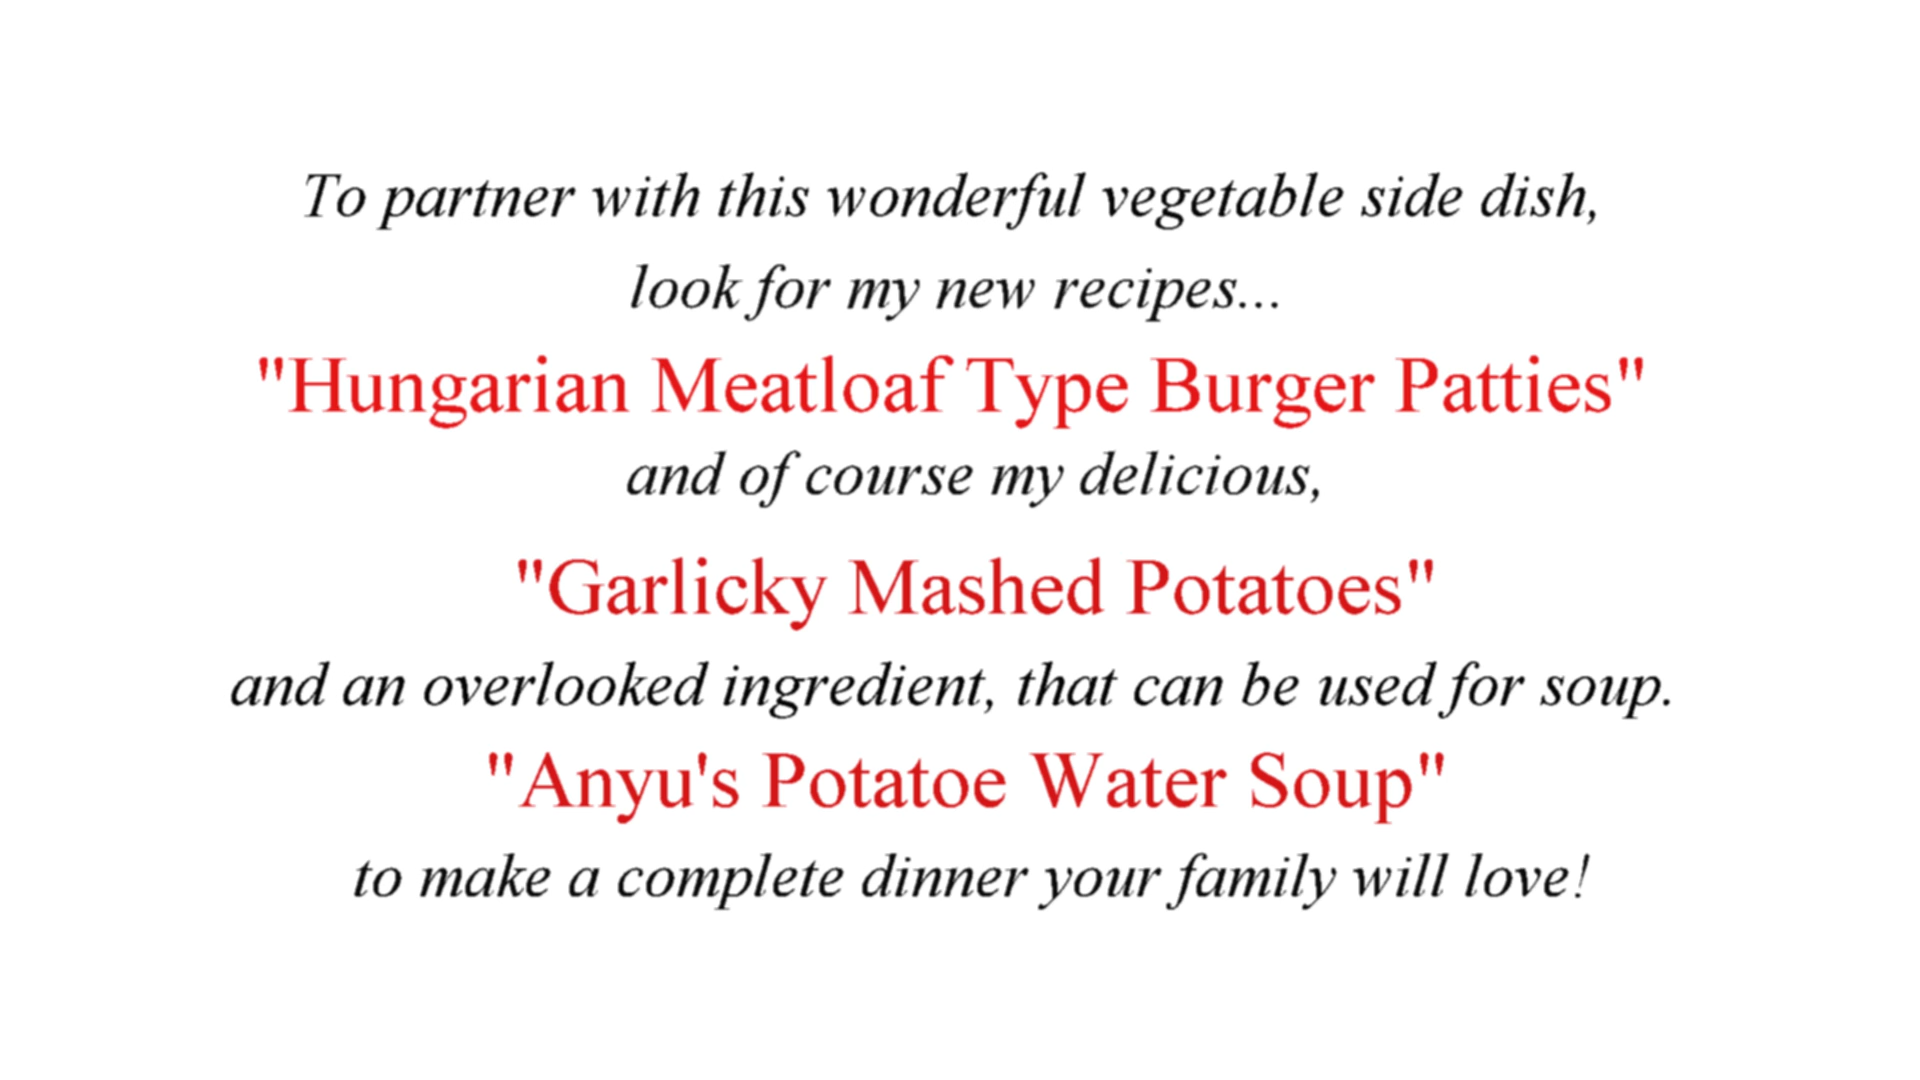 To partner with this wonderful vegetable side dish,
look for my new recipes...
"Hungarian Meatloaf Type Burger Patties"
and of course my delicious,
"Garlicky Mashed Potatoes"
and an overlooked ingredient, that can be used for soup.
"Anyu's Potatoe Water Soup"
to make a complete dinner your family will love!